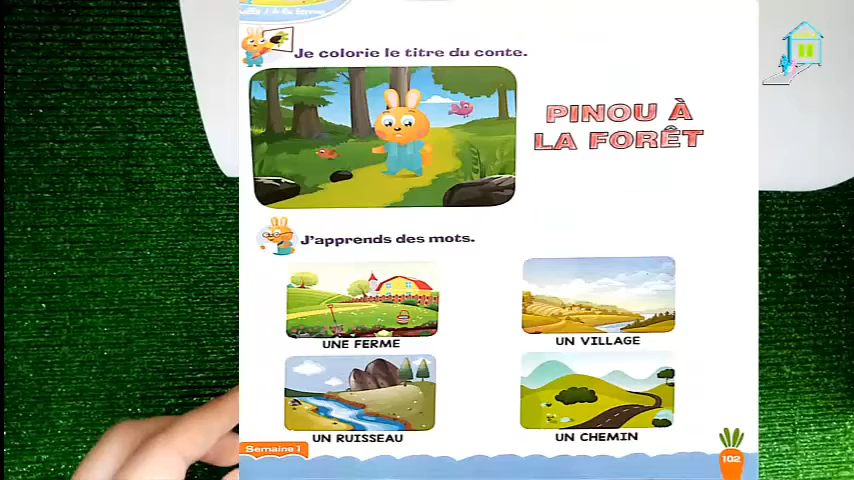 Je colorie le titre du conte.
PINOU À
LA FORÊT
J'apprends des mots.
UNE FERME
UN VILLAGE
UN RUISSEAU
UN CHEMIN
Semaine 1
102